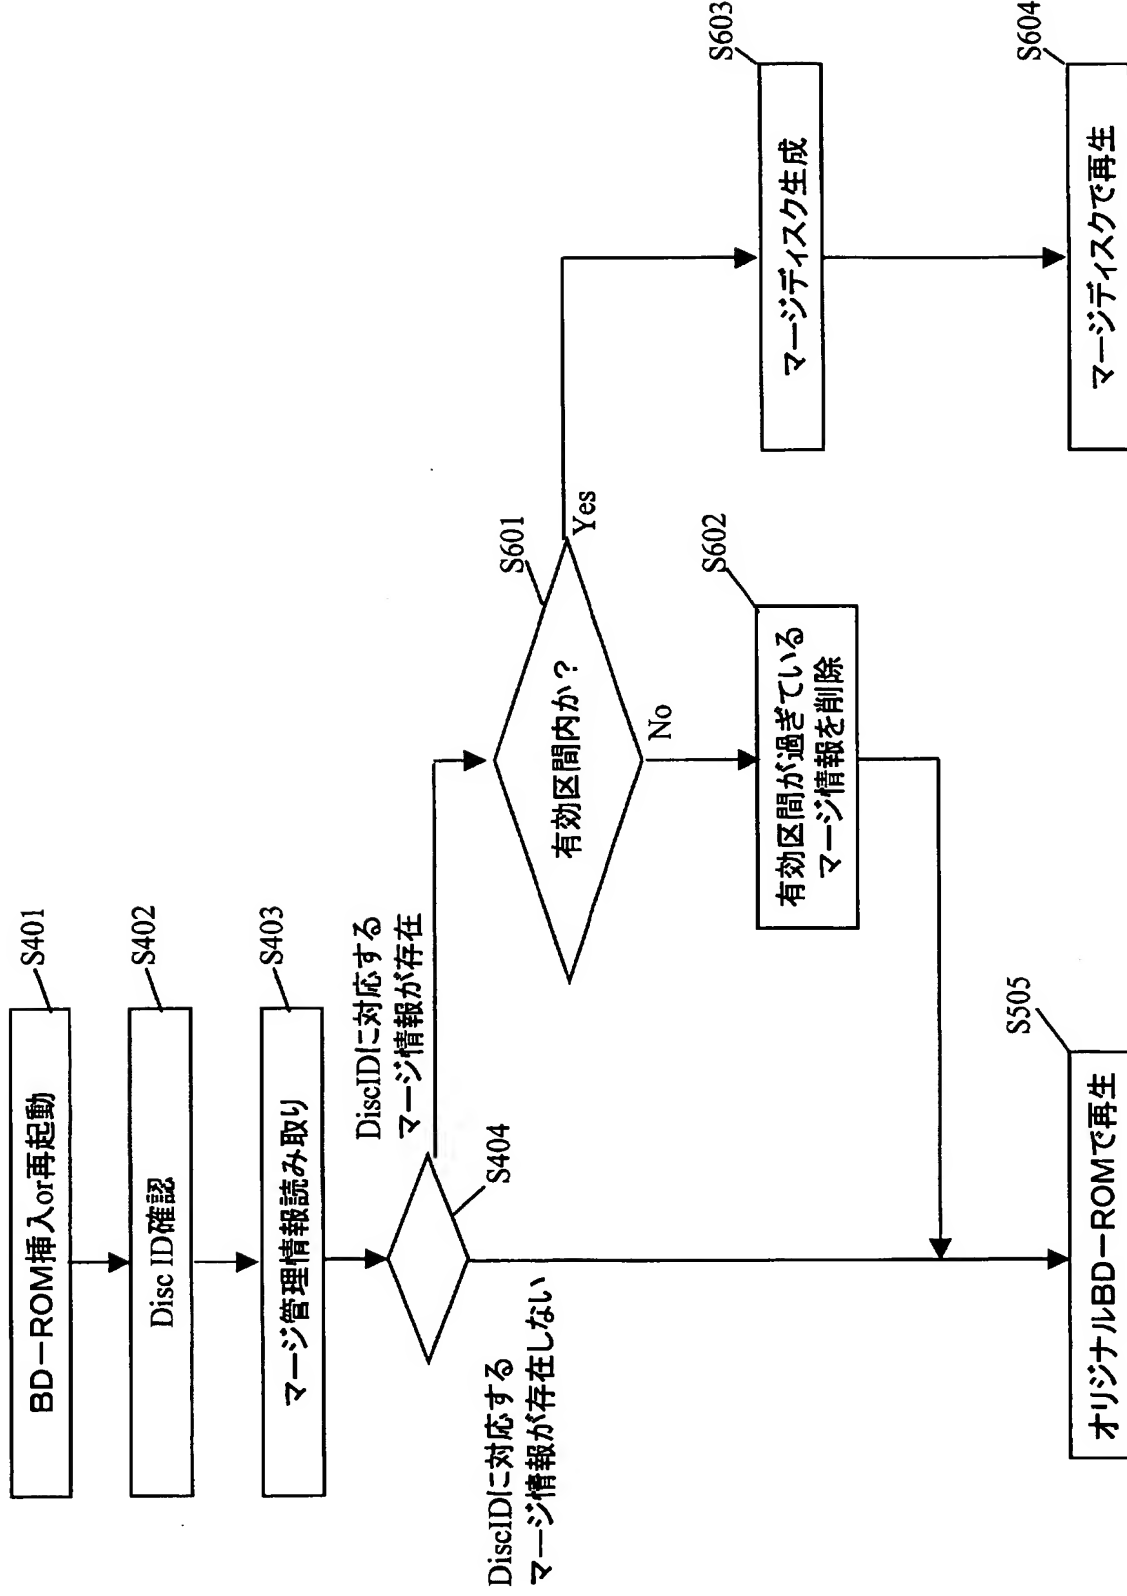 BD－ROM挿入or再起動
S401
Disc ID確認
S402
マージ管理情報読み取り
S403
S404
DiscIDに対応する
マージ情報が存在
DiscIDに対応する
マージ情報が存在しない
有効区間内か？
S601
Yes
No
有効区間が過ぎている
マージ情報を削除
S602
マージディスク生成
S603
マージディスクで再生
S604
オリジナルBD－ROMで再生
S505